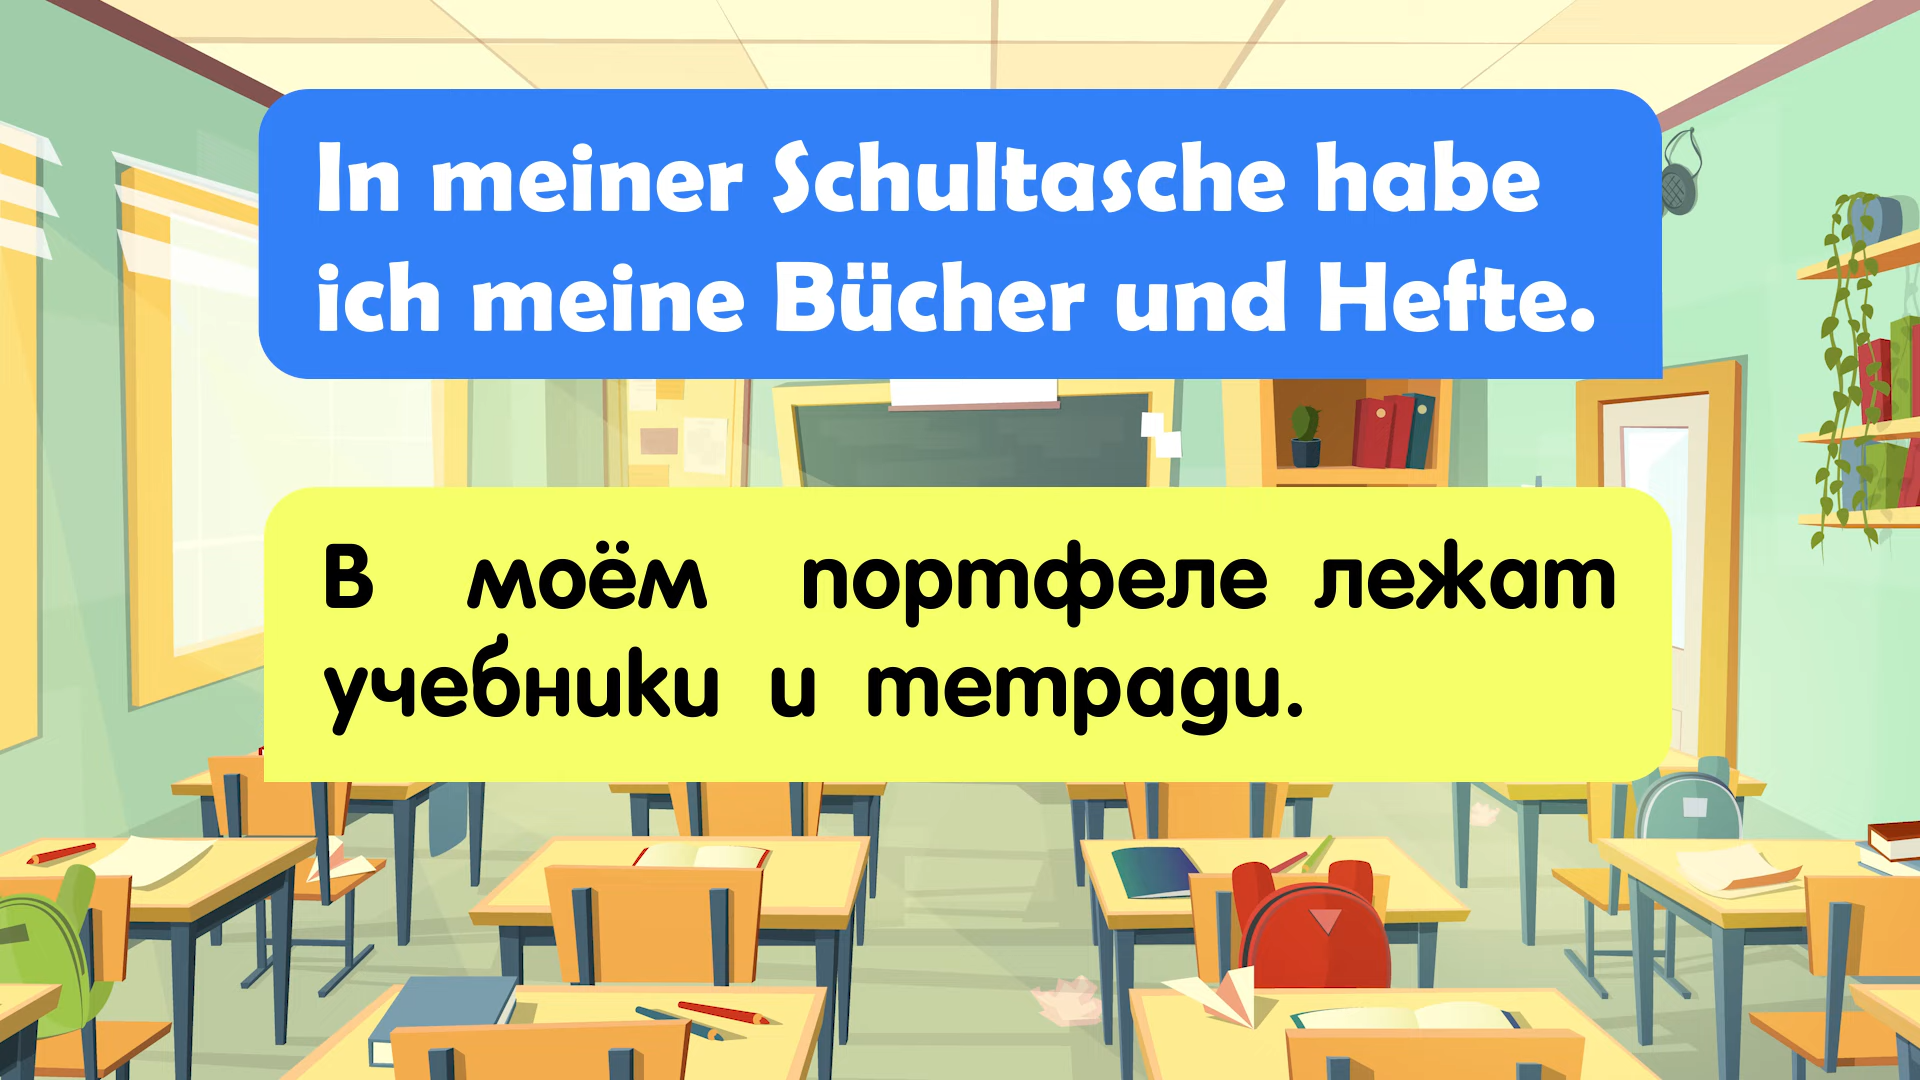 In meiner Schultasche habe
ich meine Bücher und Hefte.
В моём портфеле лежат
учебники и тетради.